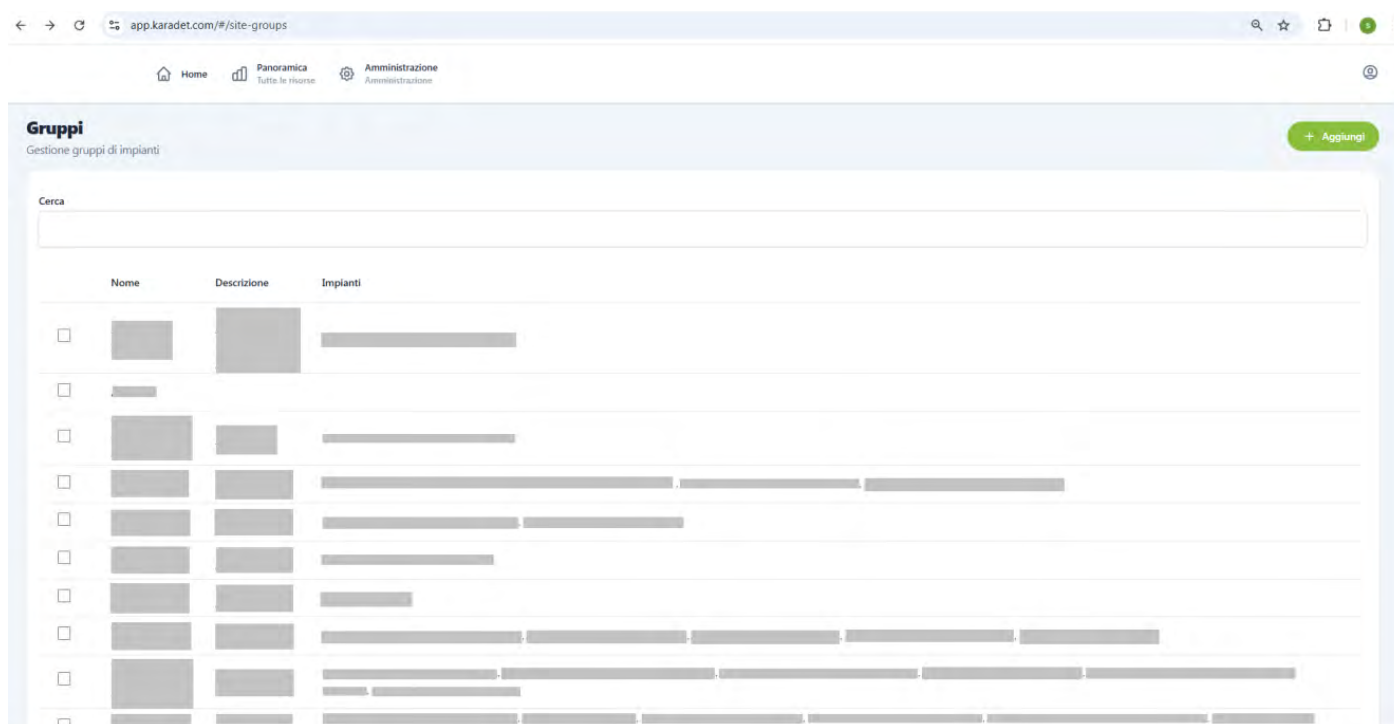 app.karadet.com/#/site-groups
s
Home
Panoramica
Tutte le risorse
Amministrazione
Amministrazione
Gruppi
Gestione gruppi di impianti
+ Aggiungi
Cerca
Nome Descrizione Impianti